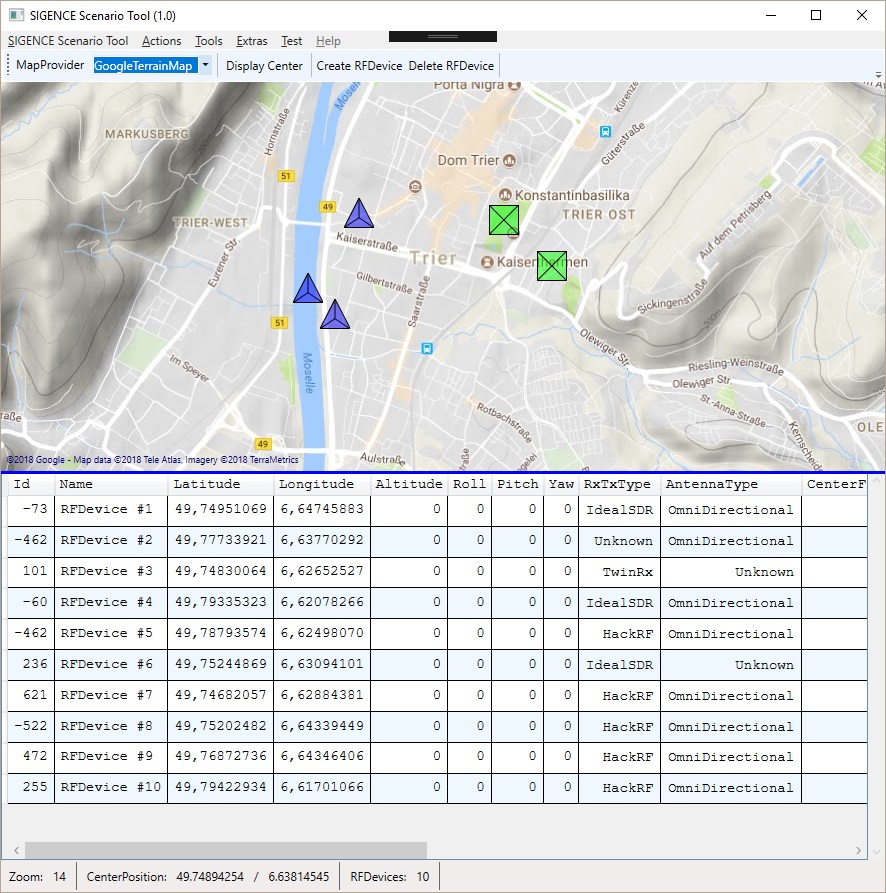 SIGENCE Scenario Tool (1.0)
SIGENCE Scenario Tool Actions Tools Extras Test Help
MapProvider GoogleTerrainMap Display Center Create RFDevice Delete RFDevice
Porta Nigra
Moselle
Kürenz
MARKUSBERG
Hornstraße
Güterstraße
Dom Trier
51
Konstantinbasilika
49
TRIER OST
TRIER-WEST
Auf dem Petrisberg
Kaiserstraße
Eurener Str.
Trier
Kaiserthermen
Gilbertstraße
Saarstraße
Sickingenstraße
200m
51
Olewiger Str.
Im Speyer
Moselle
Riesling-Weinstraße
Olewiger Str.
St.-Anna-Straße
Rotbachstraße
aße
OLE
Kernscheider
49
Aulstraße
©2018 Google - Map data ©2018 Tele Atlas, Imagery ©2018 TerraMetrics
Id Name Latitude Longitude Altitude Roll Pitch Yaw RxTxType AntennaType CenterF
-73 RFDevice #1 49,74951069 6,64745883 0 0 0 0 IdealSDR OmniDirectional
-462 RFDevice #2 49,77733921 6,63770292 0 0 0 0 Unknown OmniDirectional
101 RFDevice #3 49,74830064 6,62652527 0 0 0 0 TwinRx Unknown
-60 RFDevice #4 49,79335323 6,62078266 0 0 0 0 IdealSDR OmniDirectional
-462 RFDevice #5 49,78793574 6,62498070 0 0 0 0 HackRF OmniDirectional
236 RFDevice #6 49,75244869 6,63094101 0 0 0 0 IdealSDR Unknown
621 RFDevice #7 49,74682057 6,62884381 0 0 0 0 HackRF OmniDirectional
-522 RFDevice #8 49,75202482 6,64339449 0 0 0 0 HackRF OmniDirectional
472 RFDevice #9 49,76872736 6,64346406 0 0 0 0 HackRF OmniDirectional
255 RFDevice #10 49,79422934 6,61701066 0 0 0 0 HackRF OmniDirectional
Zoom: 14 CenterPosition: 49.74894254 / 6.63814545 RFDevices: 10